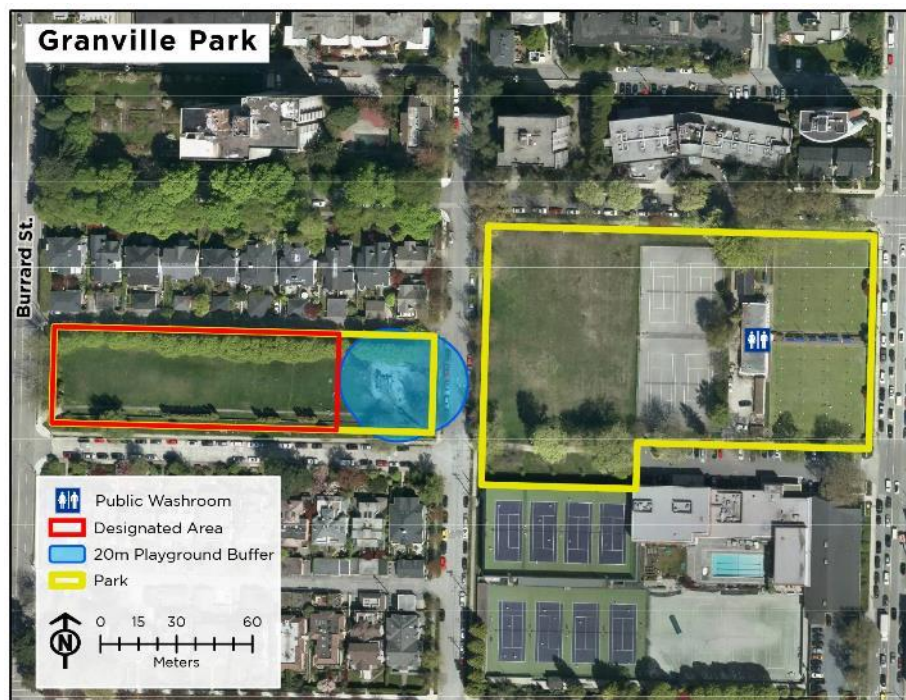 Granville Park
Burrard St.
Public Washroom
Designated Area
20m Playground Buffer
Park
N
0 15 30 60
Meters